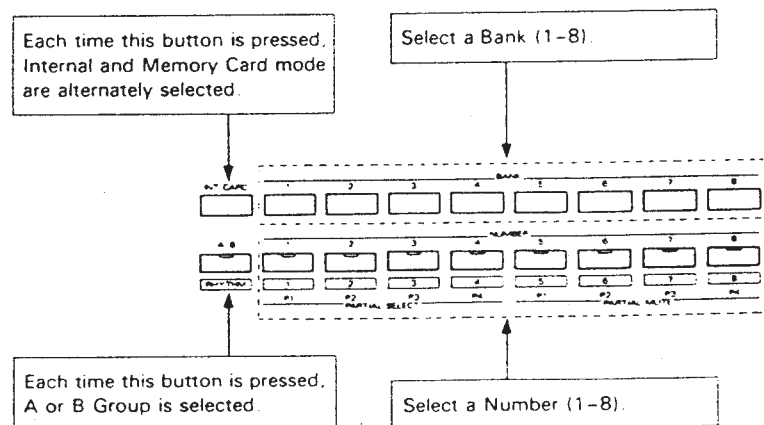 Each time this button is pressed,
Internal and Memory Card mode
are alternately selected.
Select a Bank (1-8).
BANK
INT CARD 1 2 3 4 5 6 7 8
NUMBER
A B 1 2 3 4 5 6 7 8
RHYTHM 1 2 3 4 5 6 7 8
P1 P2 P3 P4 P1 P2 P3 P4
PARTIAL SELECT PARTIAL MUTE
Each time this button is pressed,
A or B Group is selected.
Select a Number (1-8).